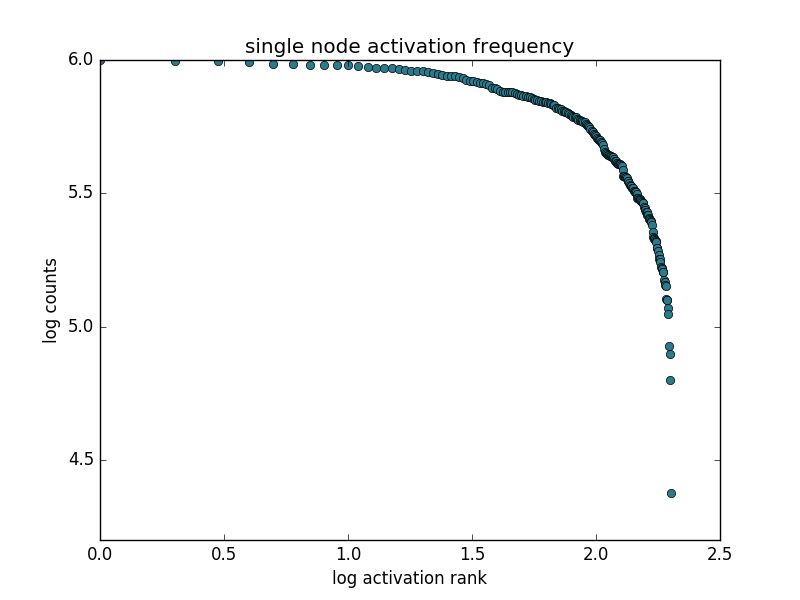 single node activation frequency
6.0
5.5
5.0
4.5
log counts
0.0 0.5 1.0 1.5 2.0 2.5
log activation rank